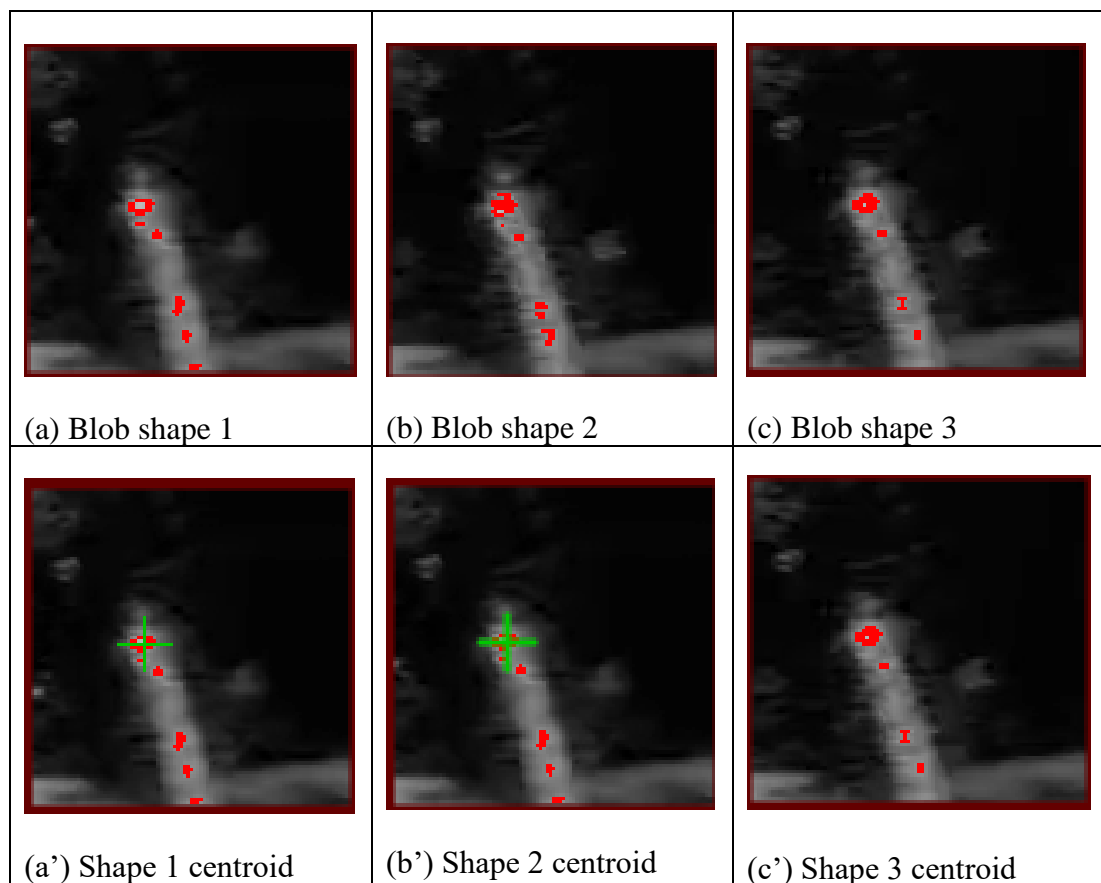 (a) Blob shape 1
(b) Blob shape 2
(c) Blob shape 3
(a’) Shape 1 centroid
(b’) Shape 2 centroid
(c’) Shape 3 centroid